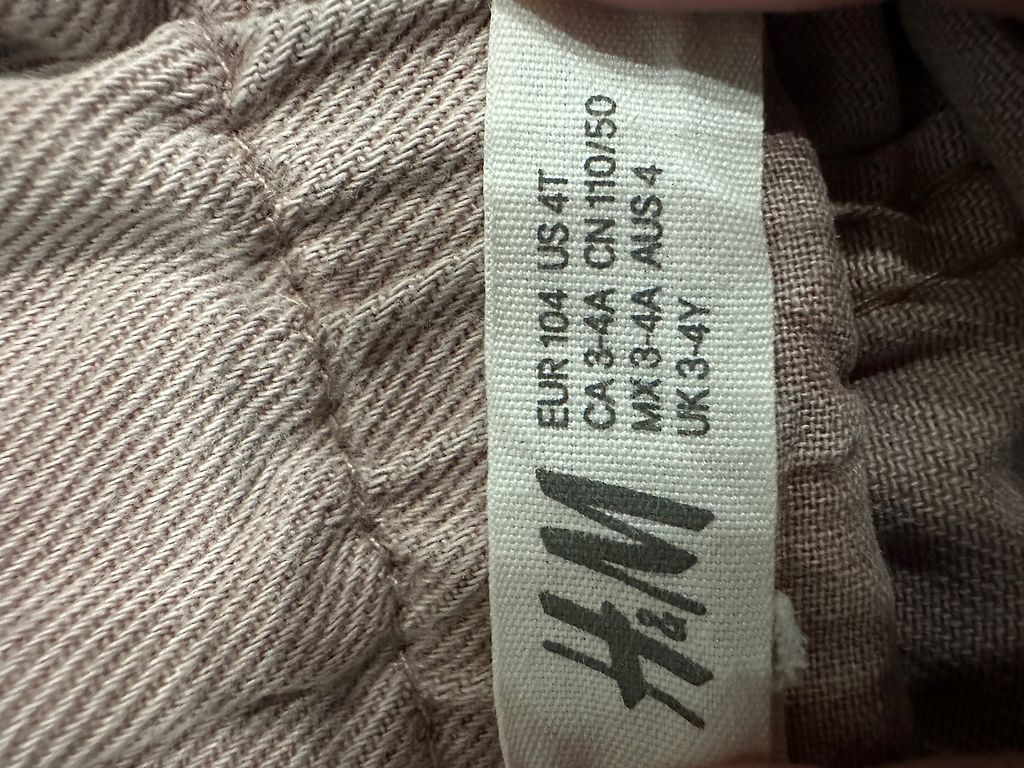 H&M
EUR 104 US 4T
CA 3-4A CN 110/50
MX 3-4A AUS 4
UK 3-4Y